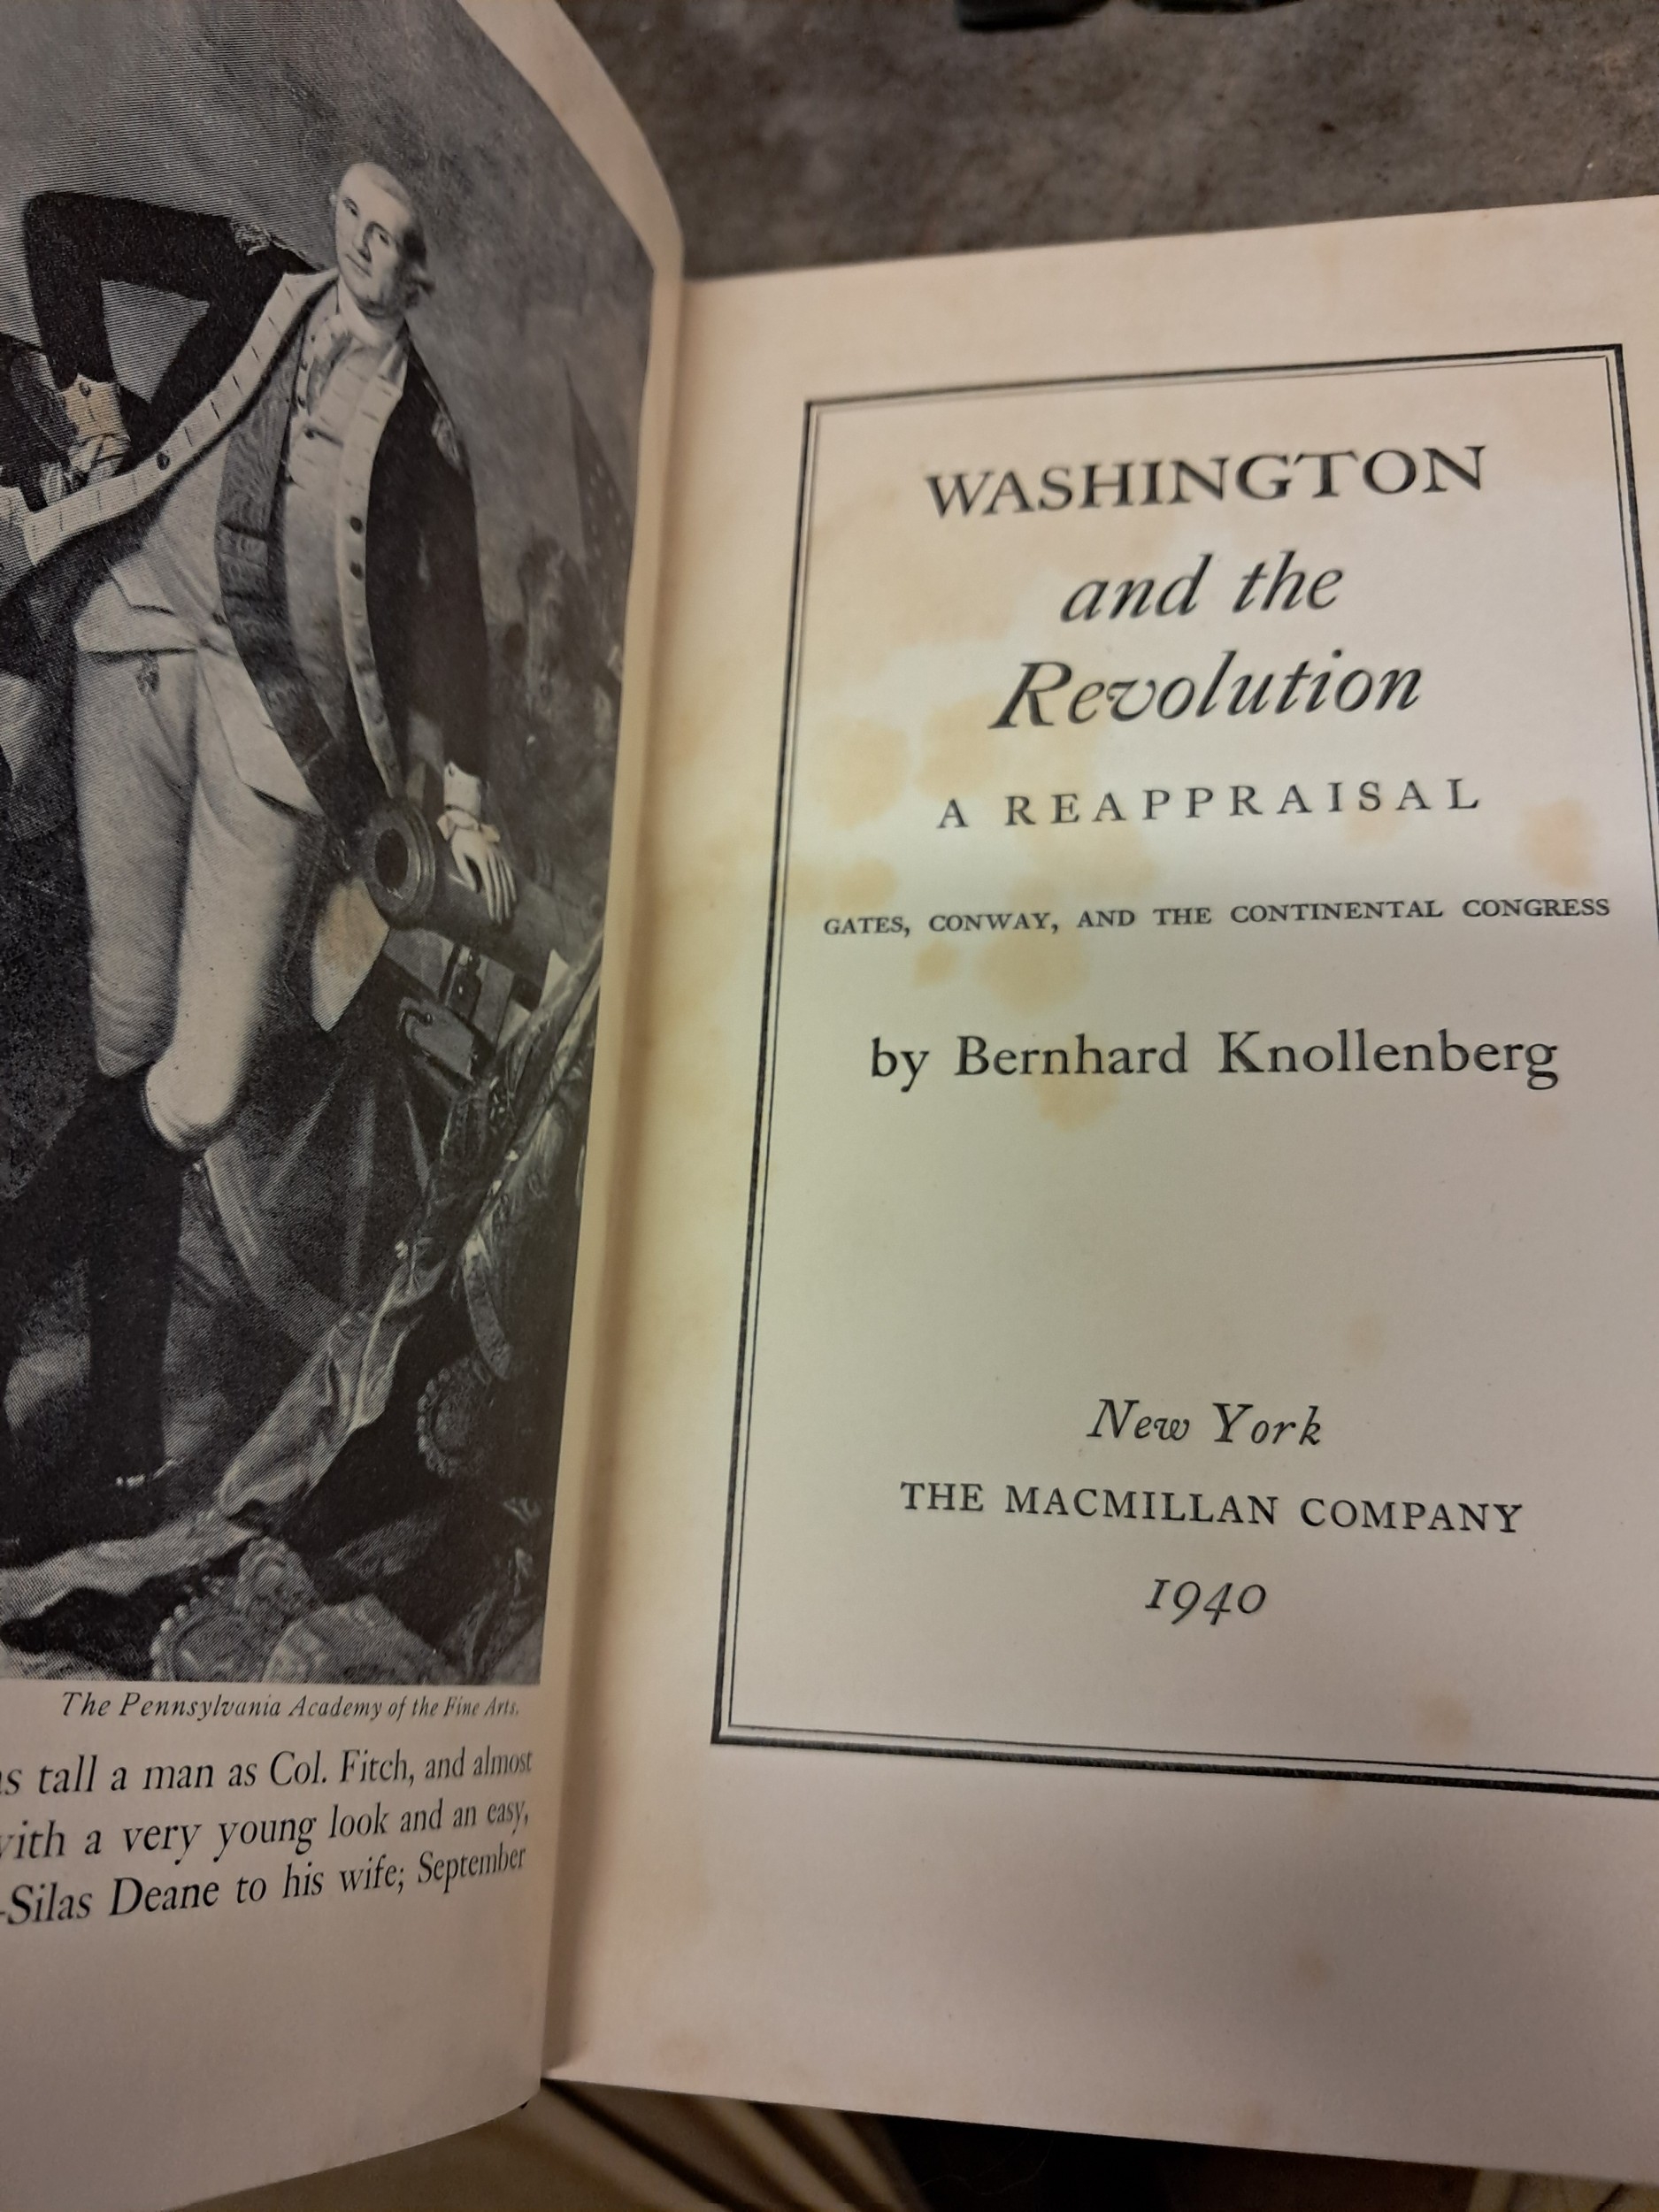 The Pennsylvania Academy of the Fine Arts.
as tall a man as Col. Fitch, and almost
with a very young look and an easy,
-Silas Deane to his wife; September
WASHINGTON
and the
Revolution
A REAPPRAISAL
GATES, CONWAY, AND THE CONTINENTAL CONGRESS
by Bernhard Knollenberg
New York
THE MACMILLAN COMPANY
1940